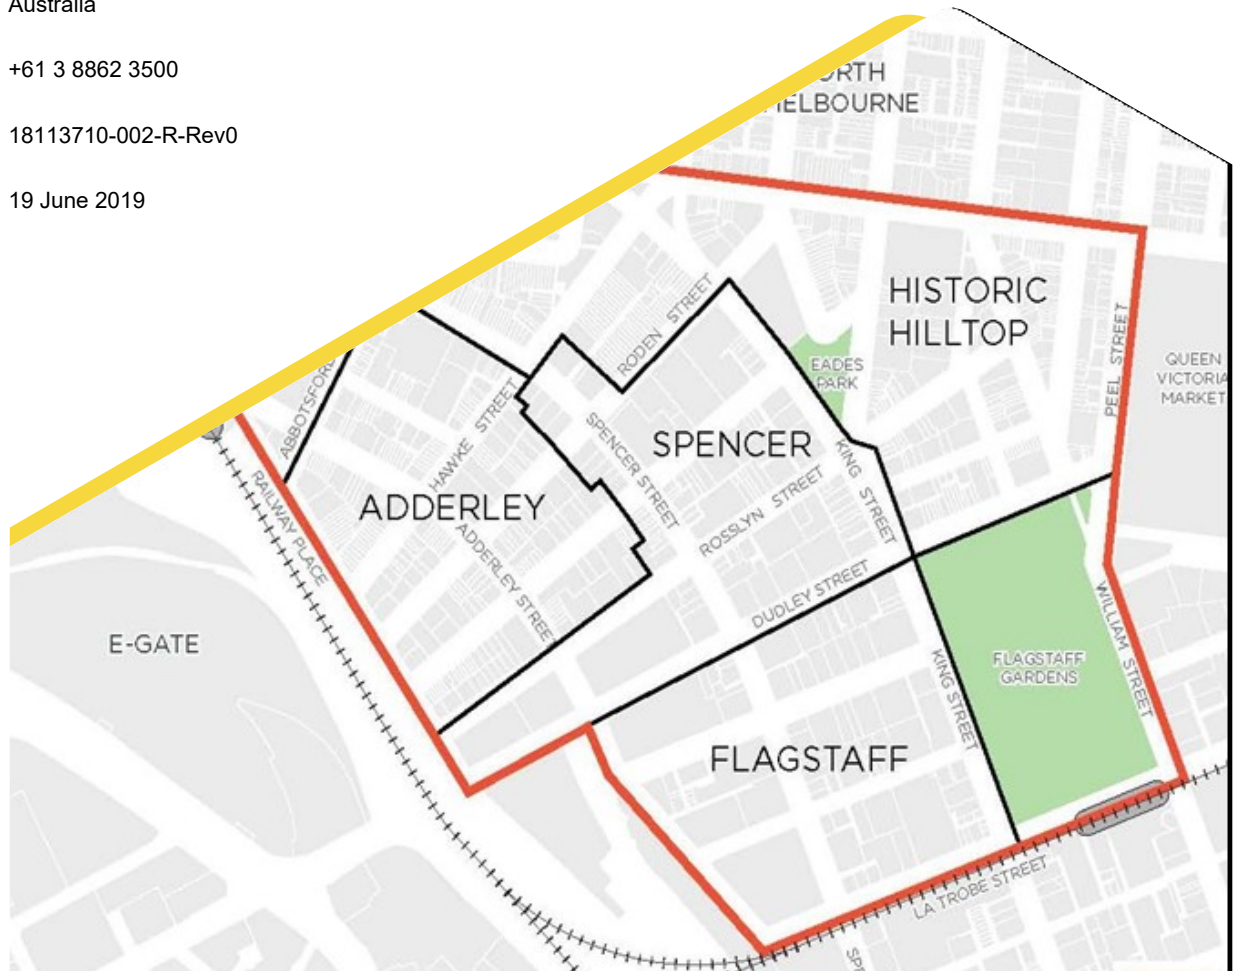 Australia
+61 3 8862 3500
18113710-002-R-Rev0
19 June 2019
HISTORIC
HILLTOP
RODEN STREET
EADES
PARK
PEEL STREET
QUEEN
VICTORIA
MARKET
HAWKE STREET
SPENCER STREET
SPENCER
KING STREET
ROSSLYN STREET
ADDERLEY
RAILWAY PLACE
ADDERLEY STREET
DUDLEY STREET
E-GATE
FLAGSTAFF
GARDENS
WILLIAM STREET
KING STREET
FLAGSTAFF
LA TROBE STREET